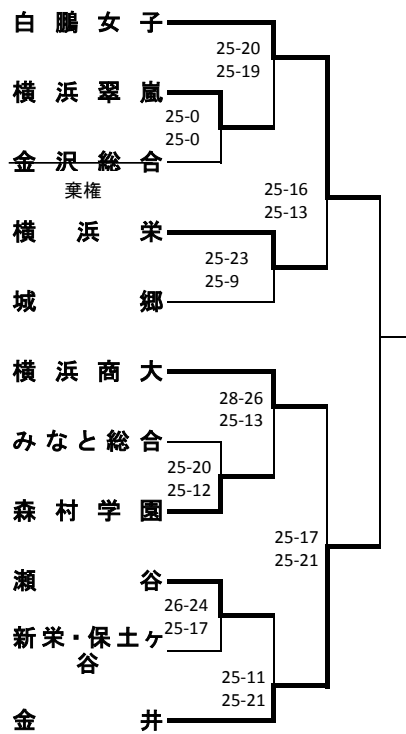 白鵬女子
25-20
25-19
横浜翠嵐
25-0
25-0
金沢総合
棄権
25-16
25-13
横浜栄
25-23
25-9
城郷
横浜商大
28-26
25-13
みなと総合
25-20
25-12
森村学園
25-17
25-21
瀬谷
26-24
25-17
新栄・保土ヶ
谷
25-11
25-21
金井